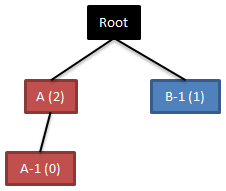 Root
A (2)
B-1 (1)
A-1 (0)